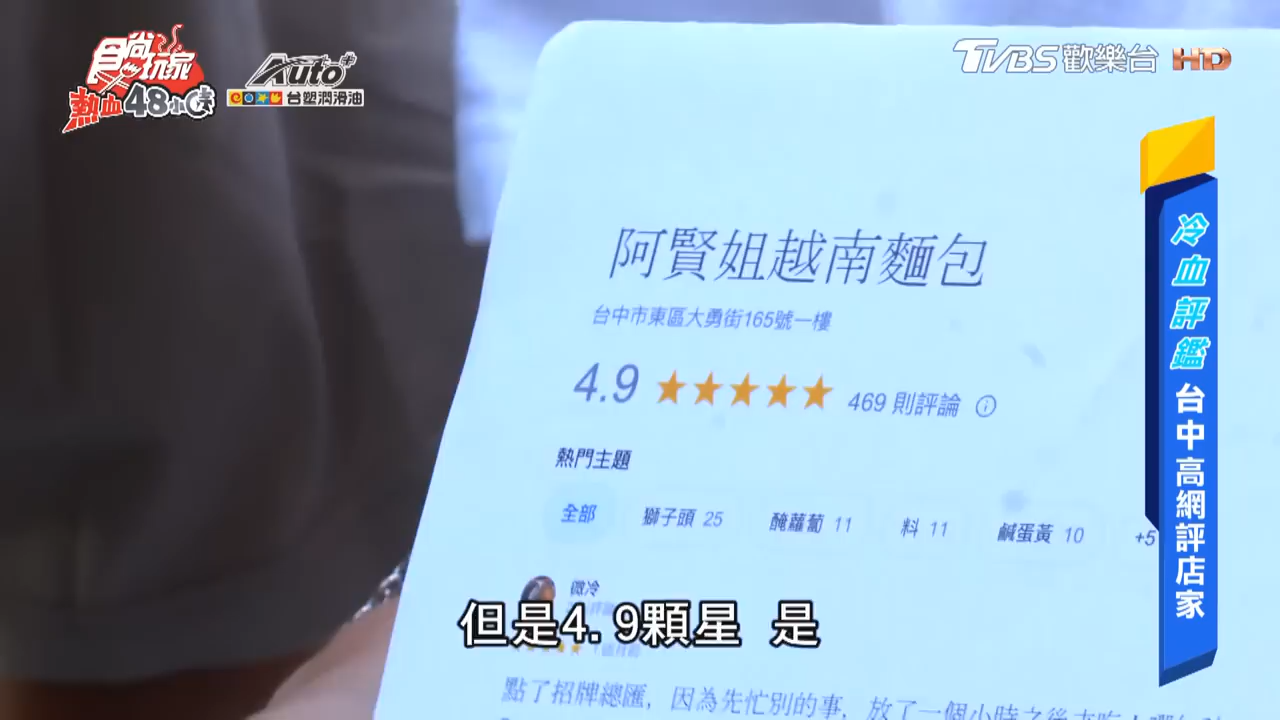 食尚玩家
熱血48小時
Auto+
台塑潤滑油
TVBS歡樂台 HD
冷血評鑑 台中高網評店家
阿賢姐越南麵包
台中市東區大勇街165號一樓
4.9 ★★★★★ 469 則評論
熱門主題
全部 獅子頭 25 醃蘿蔔 11 料 11 鹹蛋黃 10 +5
微冷
但是4.9顆星 是
點了招牌總匯，因為先忙別的事，放了一個小時之後才吃